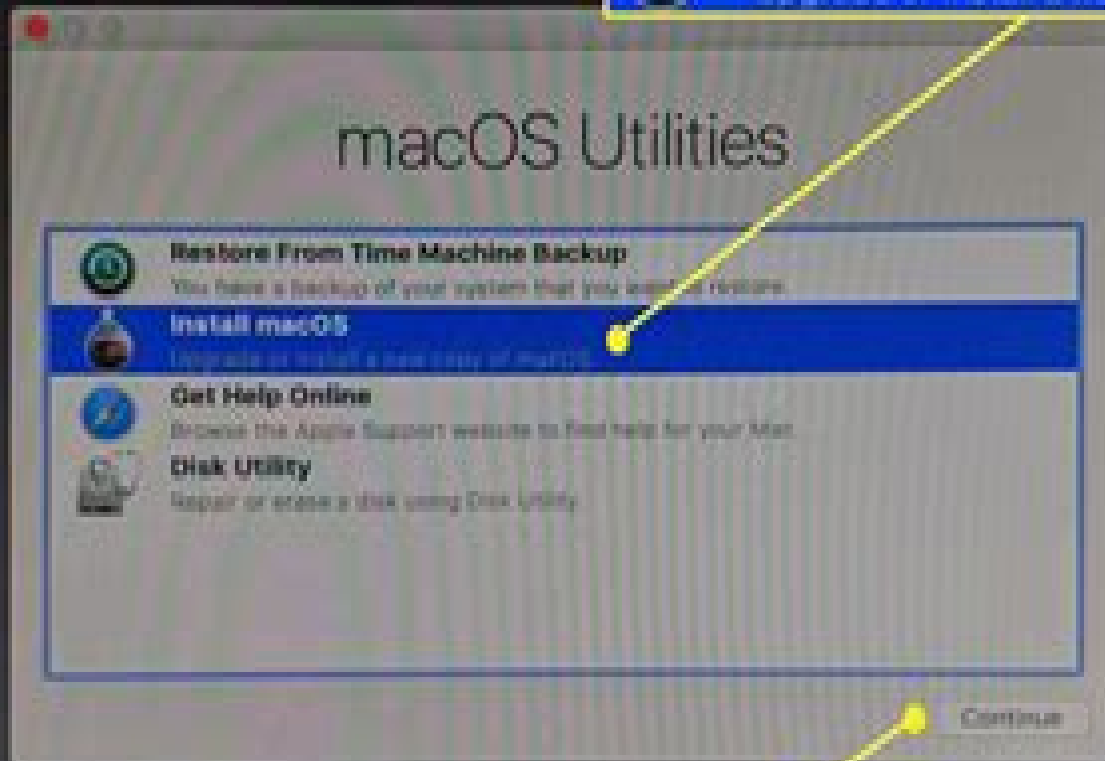 macOS Utilities
Restore From Time Machine Backup
You have a backup of your system that you want to restore.
Install macOS
Upgrade or install a new copy of macOS
Get Help Online
Browse the Apple Support website to find help for your Mac
Disk Utility
Repair or erase a disk using Disk Utility
Continue